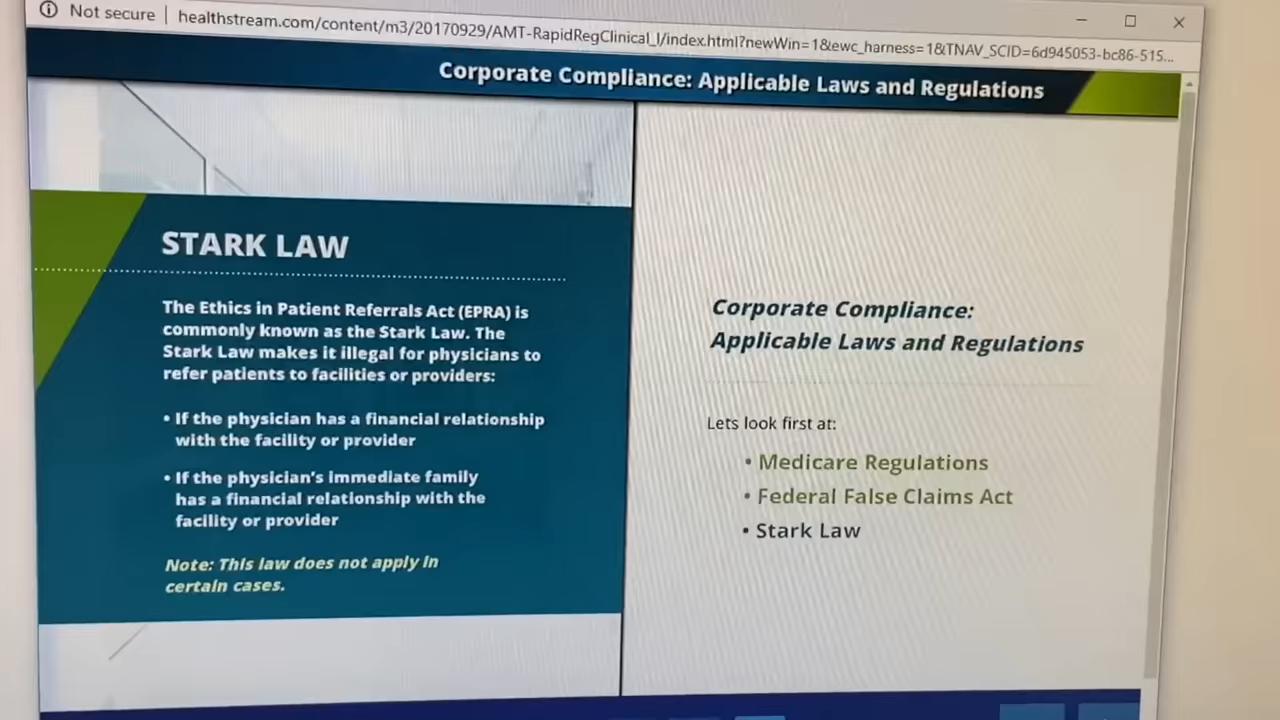 Not secure | healthstream.com/content/m3/20170929/AMT-RapidRegClinical_I/index.html?newWin=1&ewc_harness=1&TNAV_SCID=6d945053-bc86-515...
Corporate Compliance: Applicable Laws and Regulations
STARK LAW
The Ethics in Patient Referrals Act (EPRA) is
commonly known as the Stark Law. The
Stark Law makes it illegal for physicians to
refer patients to facilities or providers:
• If the physician has a financial relationship
with the facility or provider
• If the physician's immediate family
has a financial relationship with the
facility or provider
Note: This law does not apply in
certain cases.
Corporate Compliance:
Applicable Laws and Regulations
Lets look first at:
• Medicare Regulations
• Federal False Claims Act
• Stark Law